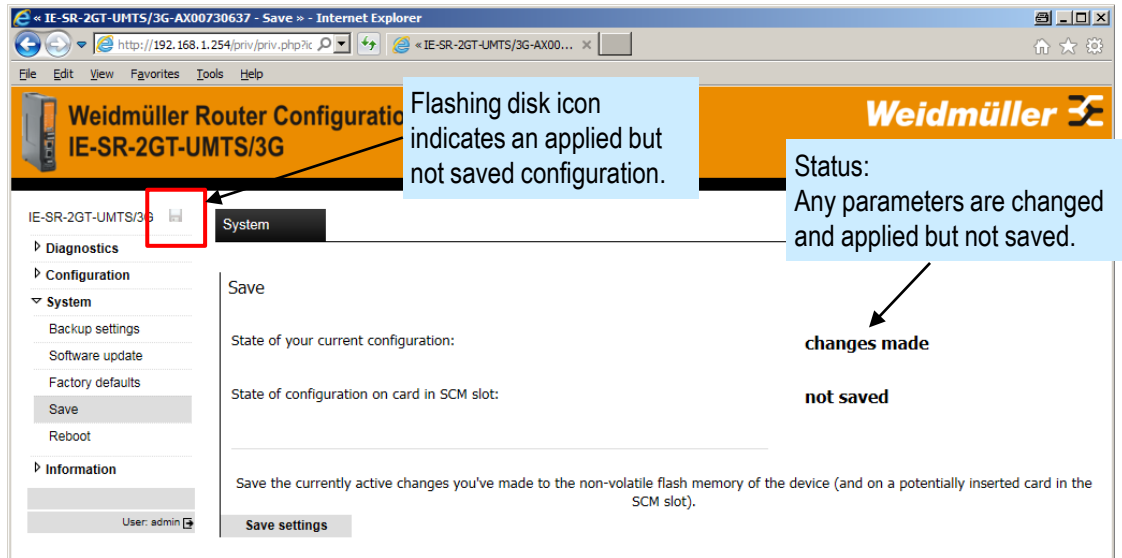 « IE-SR-2GT-UMTS/3G-AX00730637 - Save » - Internet Explorer
http://192.168.1.254/priv/priv.php?ic
« IE-SR-2GT-UMTS/3G-AX00... ×
File Edit View Favorites Tools Help
Weidmüller Router Configuratio
IE-SR-2GT-UMTS/3G
Flashing disk icon
indicates an applied but
not saved configuration.
Weidmüller
Status:
Any parameters are changed
and applied but not saved.
IE-SR-2GT-UMTS/3G
System
Diagnostics
Configuration
System
Backup settings
Software update
Factory defaults
Save
Reboot
Information
User: admin
Save
State of your current configuration:
changes made
State of configuration on card in SCM slot:
not saved
Save the currently active changes you've made to the non-volatile flash memory of the device (and on a potentially inserted card in the
SCM slot).
Save settings